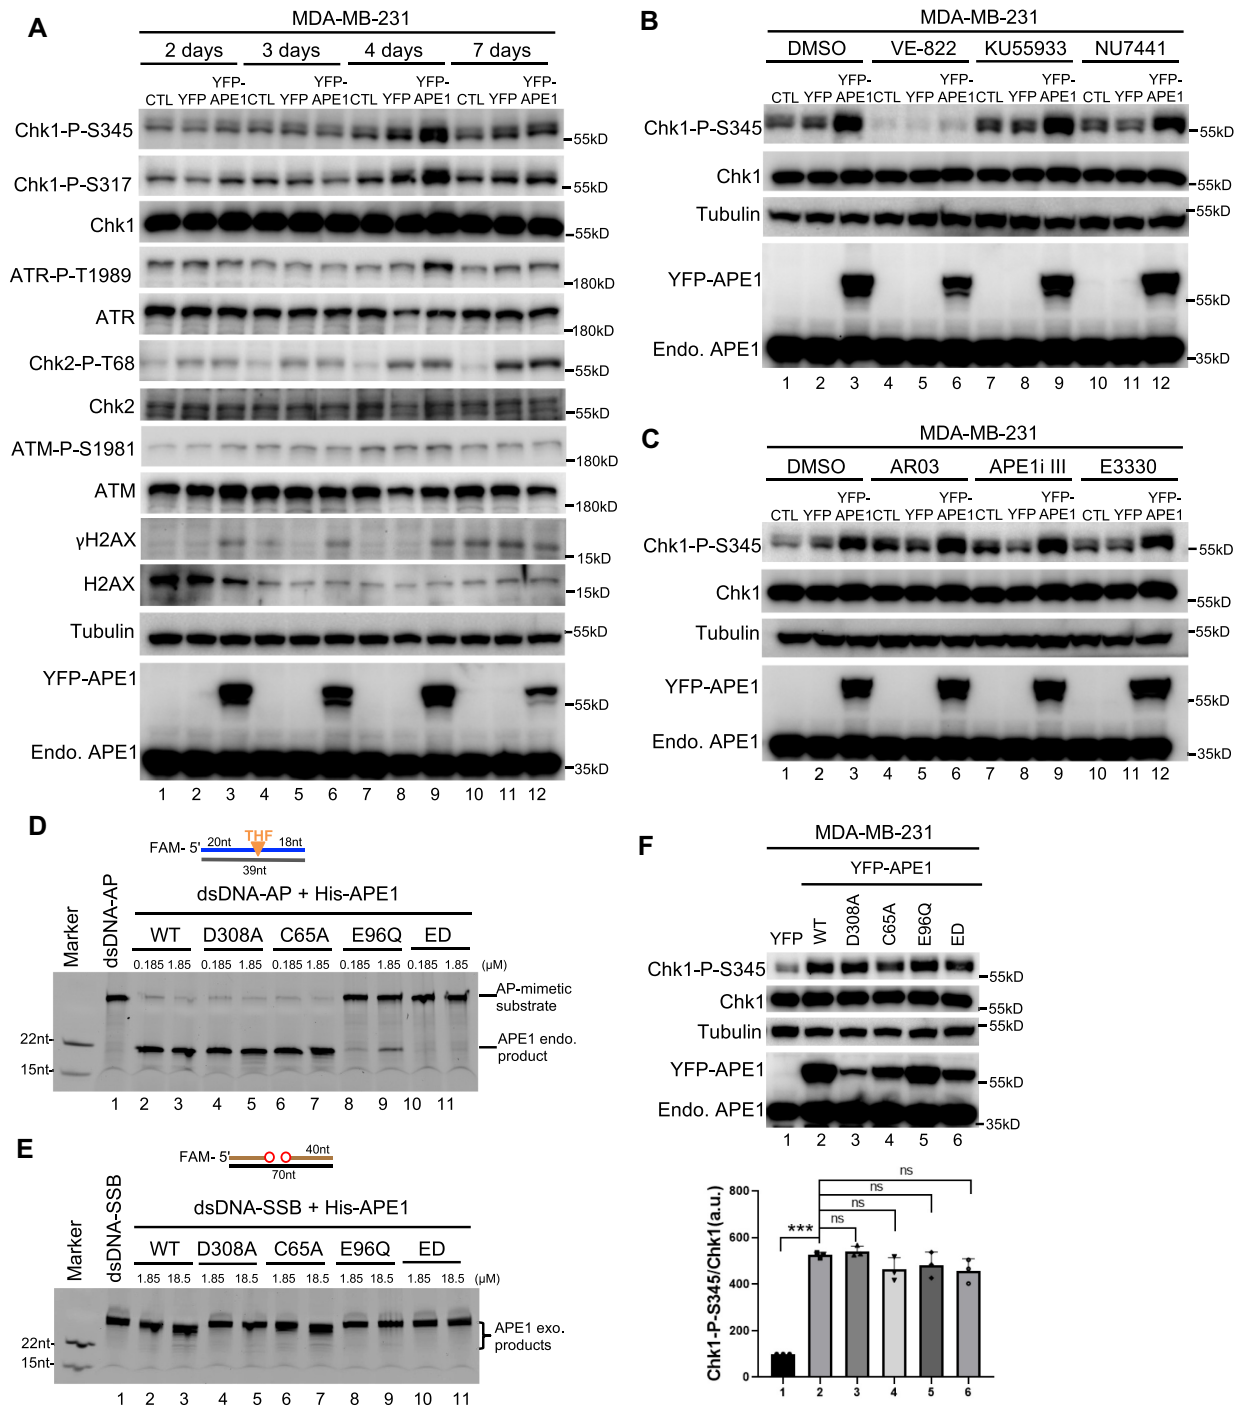 A
MDA-MB-231
2 days 3 days 4 days 7 days
CTL YFP YFP-APE1 CTL YFP YFP-APE1 CTL YFP YFP-APE1 CTL YFP YFP-APE1
Chk1-P-S345 55kD
Chk1-P-S317 55kD
Chk1 55kD
ATR-P-T1989 180kD
ATR 180kD
Chk2-P-T68 55kD
Chk2 55kD
ATM-P-S1981 180kD
ATM 180kD
γH2AX 15kD
H2AX 15kD
Tubulin 55kD
YFP-APE1 55kD
Endo. APE1 35kD
1 2 3 4 5 6 7 8 9 10 11 12
B
MDA-MB-231
DMSO VE-822 KU55933 NU7441
CTL YFP YFP-APE1 CTL YFP YFP-APE1 CTL YFP YFP-APE1 CTL YFP YFP-APE1
Chk1-P-S345 55kD
Chk1 55kD
Tubulin 55kD
YFP-APE1 55kD
Endo. APE1 35kD
1 2 3 4 5 6 7 8 9 10 11 12
C
MDA-MB-231
DMSO AR03 APE1i III E3330
CTL YFP YFP-APE1 CTL YFP YFP-APE1 CTL YFP YFP-APE1 CTL YFP YFP-APE1
Chk1-P-S345 55kD
Chk1 55kD
Tubulin 55kD
YFP-APE1 55kD
Endo. APE1 35kD
1 2 3 4 5 6 7 8 9 10 11 12
D
THF
FAM- 5' 20nt 18nt
39nt
dsDNA-AP + His-APE1
Marker dsDNA-AP WT D308A C65A E96Q ED
0.185 1.85 0.185 1.85 0.185 1.85 0.185 1.85 0.185 1.85 (μM)
AP-mimetic substrate
22nt
APE1 endo. product
15nt
1 2 3 4 5 6 7 8 9 10 11
E
FAM- 5' 40nt
70nt
dsDNA-SSB + His-APE1
Marker dsDNA-SSB WT D308A C65A E96Q ED
1.85 18.5 1.85 18.5 1.85 18.5 1.85 18.5 1.85 18.5 (μM)
APE1 exo. products
22nt
15nt
1 2 3 4 5 6 7 8 9 10 11
F
MDA-MB-231
YFP-APE1
YFP WT D308A C65A E96Q ED
Chk1-P-S345 55kD
Chk1 55kD
Tubulin 55kD
YFP-APE1 55kD
Endo. APE1 35kD
1 2 3 4 5 6
Chk1-P-S345/Chk1(a.u.)
800
600
400
200
0
*** ns ns ns ns
1 2 3 4 5 6